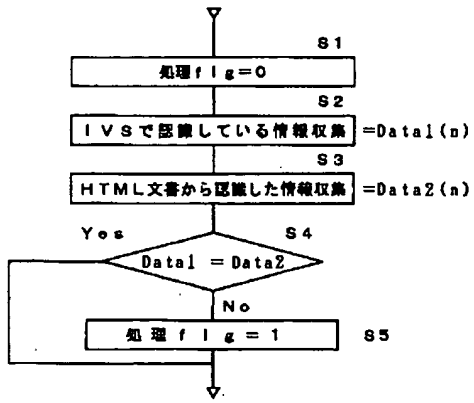 S1
処理flg=0
S2
IVSで認識している情報収集 =Data1(n)
S3
HTML文書から認識した情報収集 =Data2(n)
Yes S4
Data1 = Data2
No
処理flg = 1 S5